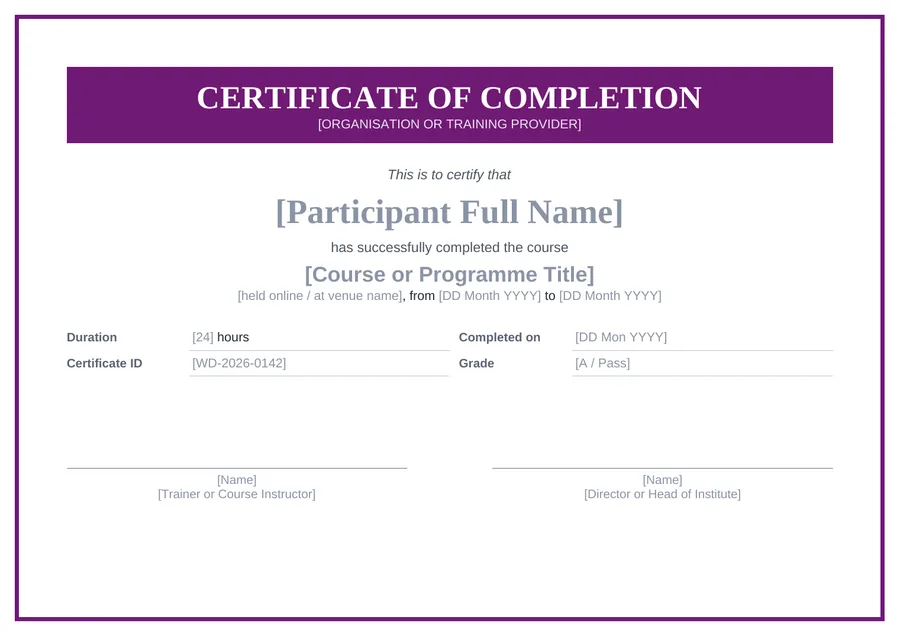 CERTIFICATE OF COMPLETION
[ORGANISATION OR TRAINING PROVIDER]
This is to certify that
[Participant Full Name]
has successfully completed the course
[Course or Programme Title]
[held online / at venue name], from [DD Month YYYY] to [DD Month YYYY]
Duration [24] hours Completed on [DD Mon YYYY]
Certificate ID [WD-2026-0142] Grade [A / Pass]
[Name] [Name]
[Trainer or Course Instructor] [Director or Head of Institute]